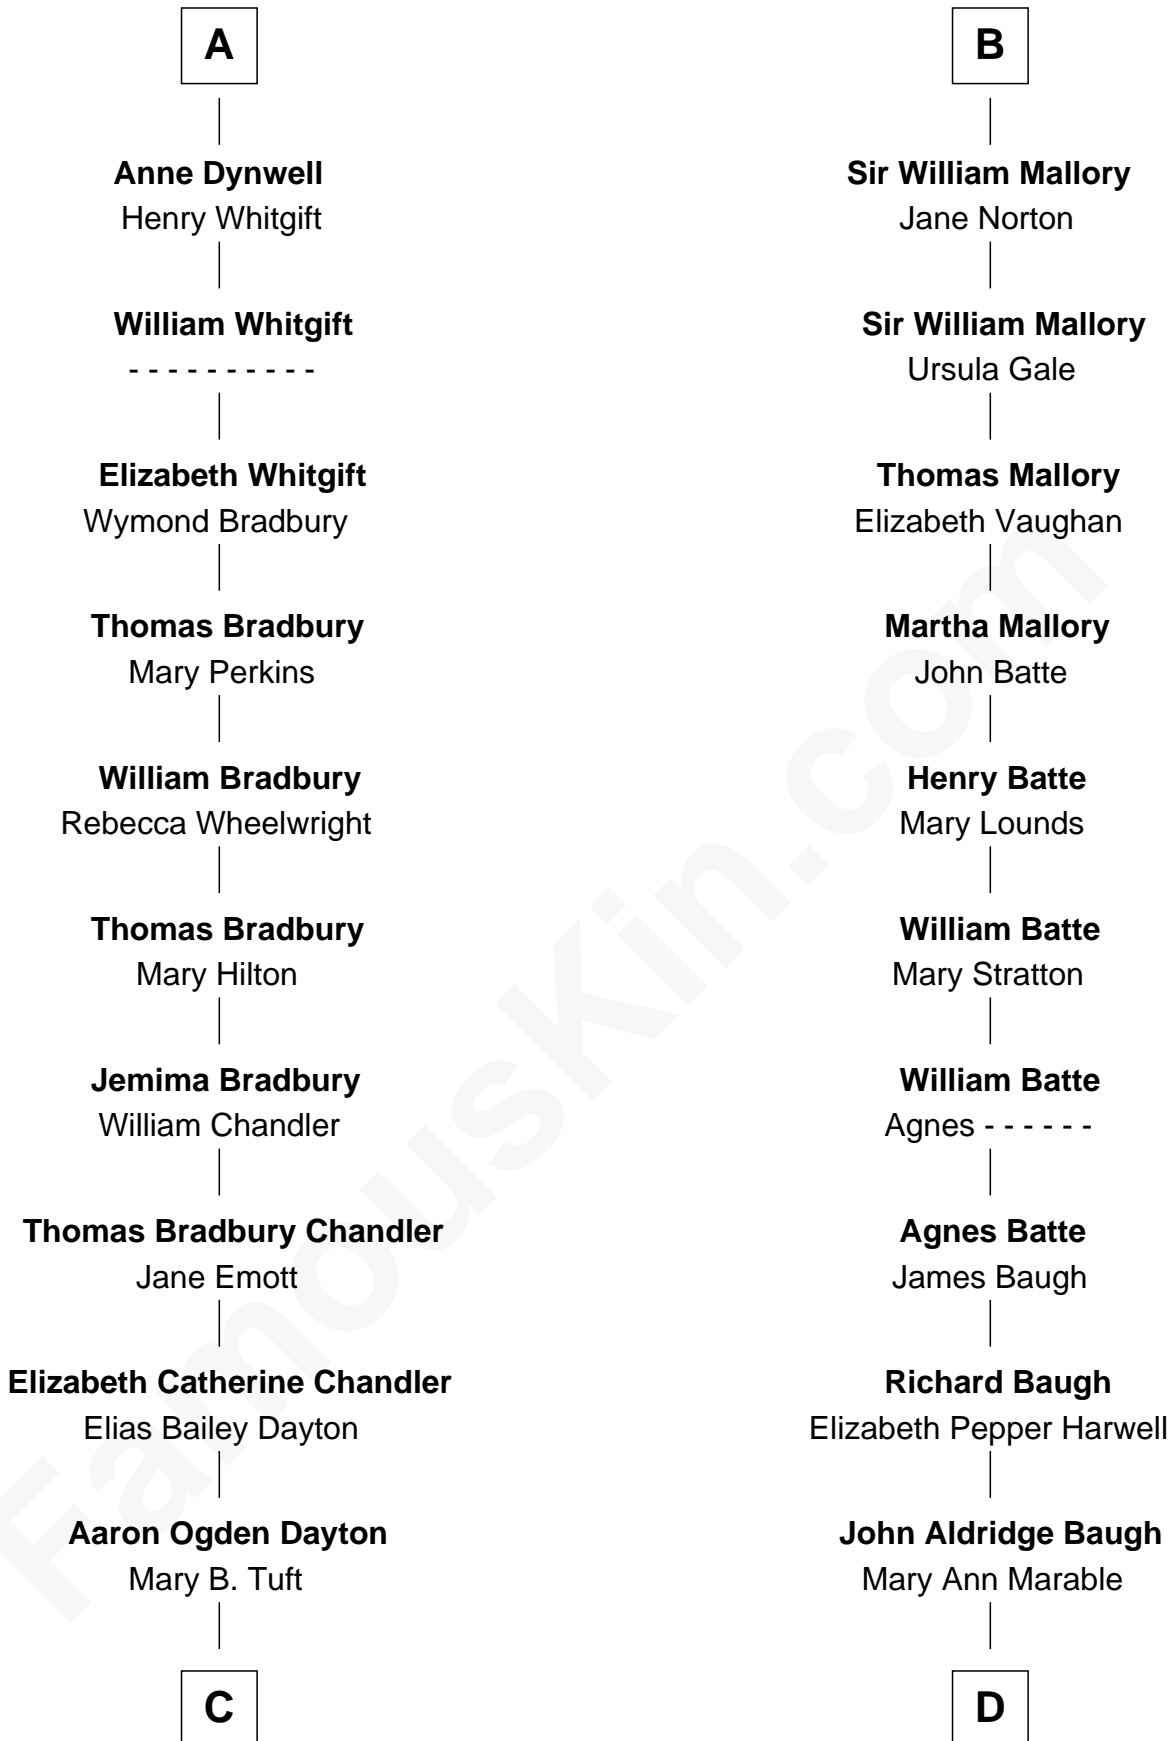 A
Anne Dynwell
Henry Whitgift
William Whitgift
- - - - - - - - - -
Elizabeth Whitgift
Wymond Bradbury
Thomas Bradbury
Mary Perkins
William Bradbury
Rebecca Wheelwright
Thomas Bradbury
Mary Hilton
Jemima Bradbury
William Chandler
Thomas Bradbury Chandler
Jane Emott
Elizabeth Catherine Chandler
Elias Bailey Dayton
Aaron Ogden Dayton
Mary B. Tuft
C
B
Sir William Mallory
Jane Norton
Sir William Mallory
Ursula Gale
Thomas Mallory
Elizabeth Vaughan
Martha Mallory
John Batte
Henry Batte
Mary Lounds
William Batte
Mary Stratton
William Batte
Agnes - - - - - -
Agnes Batte
James Baugh
Richard Baugh
Elizabeth Pepper Harwell
John Aldridge Baugh
Mary Ann Marable
D
FamousKin.com